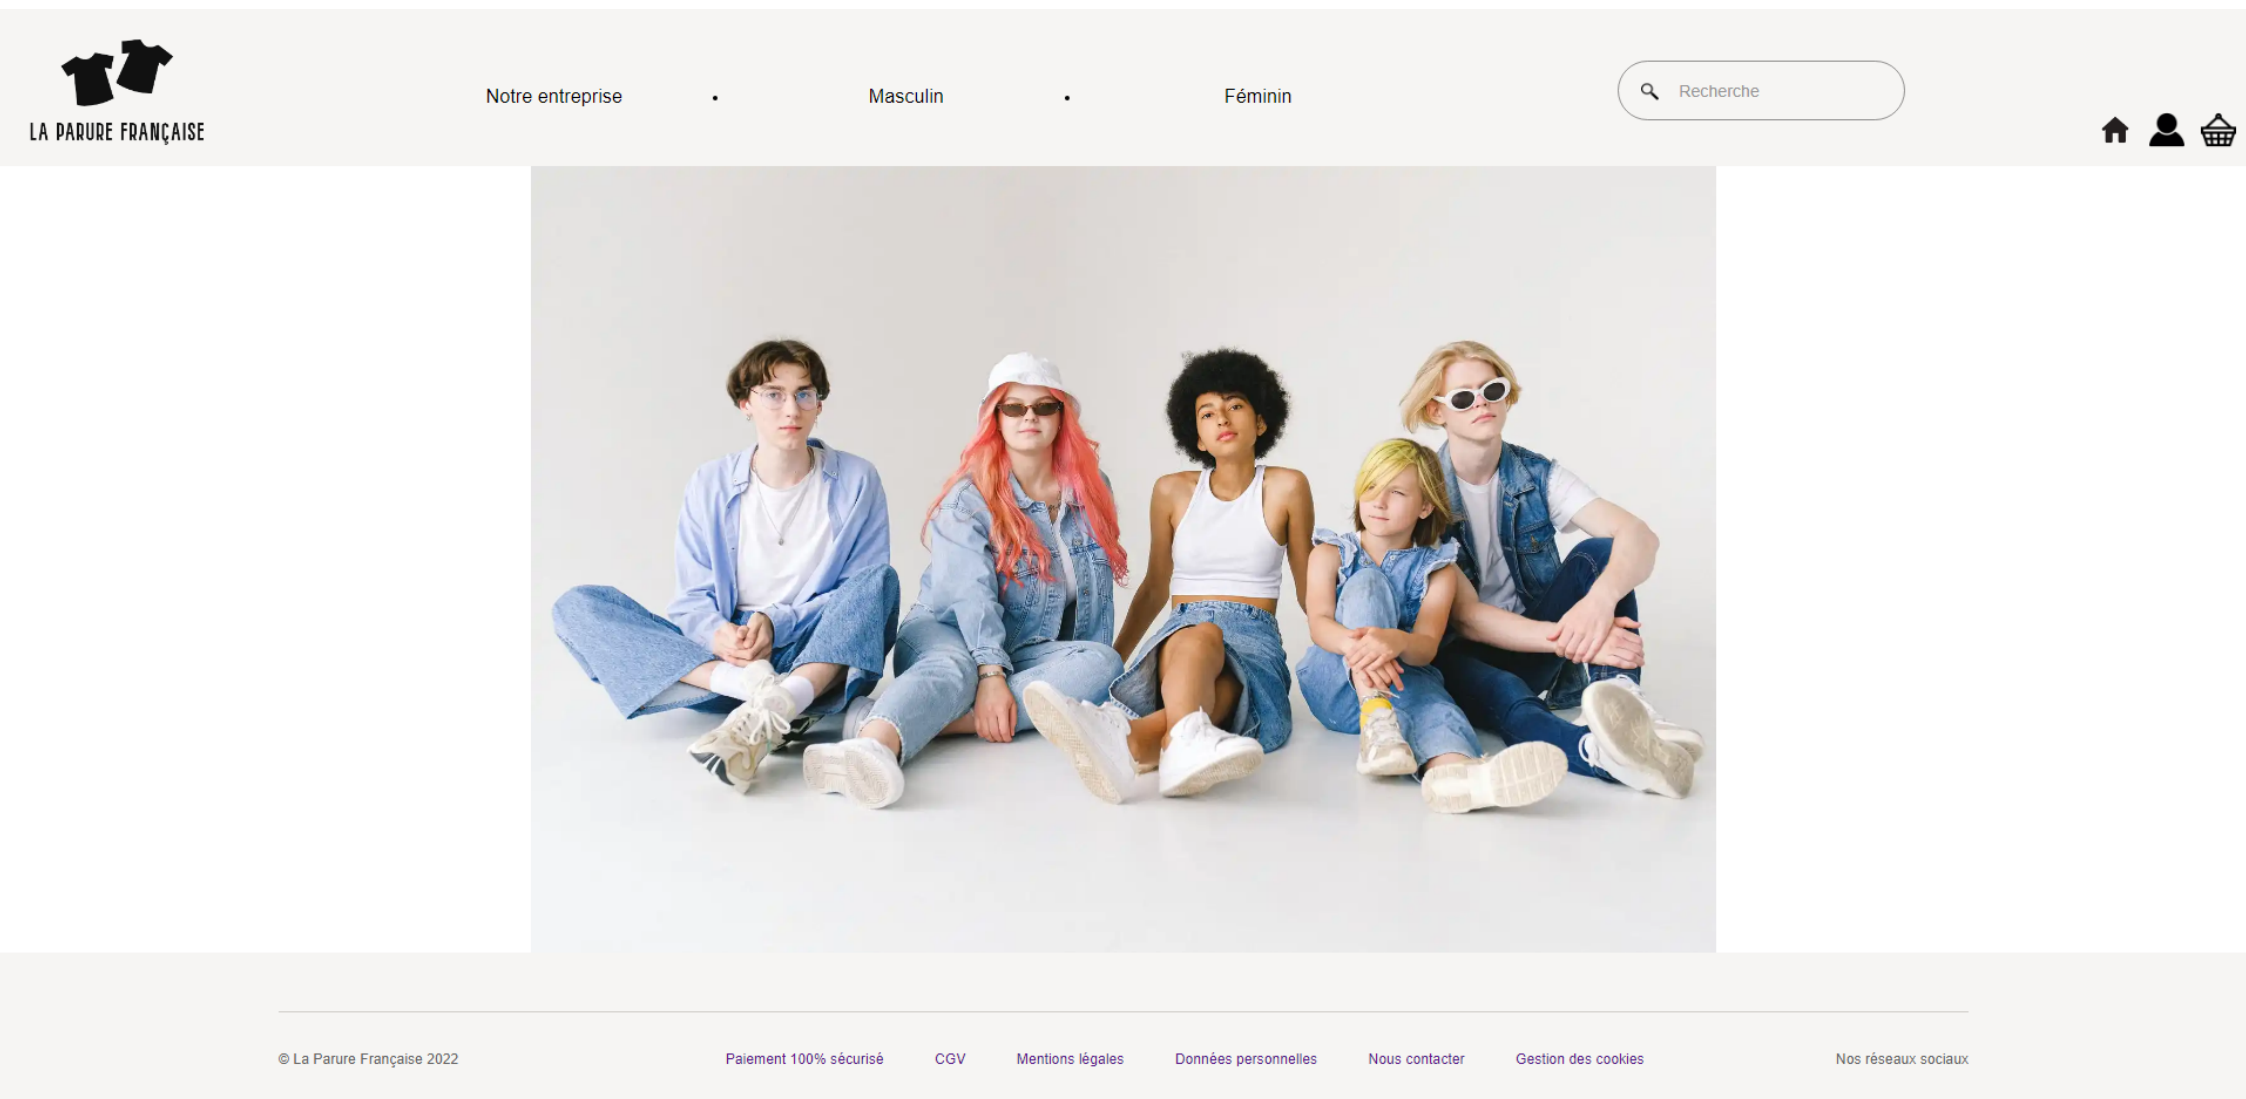 LA PARURE FRANÇAISE
Notre entreprise • Masculin • Féminin
Recherche
© La Parure Française 2022
Paiement 100% sécurisé CGV Mentions légales Données personnelles Nous contacter Gestion des cookies
Nos réseaux sociaux